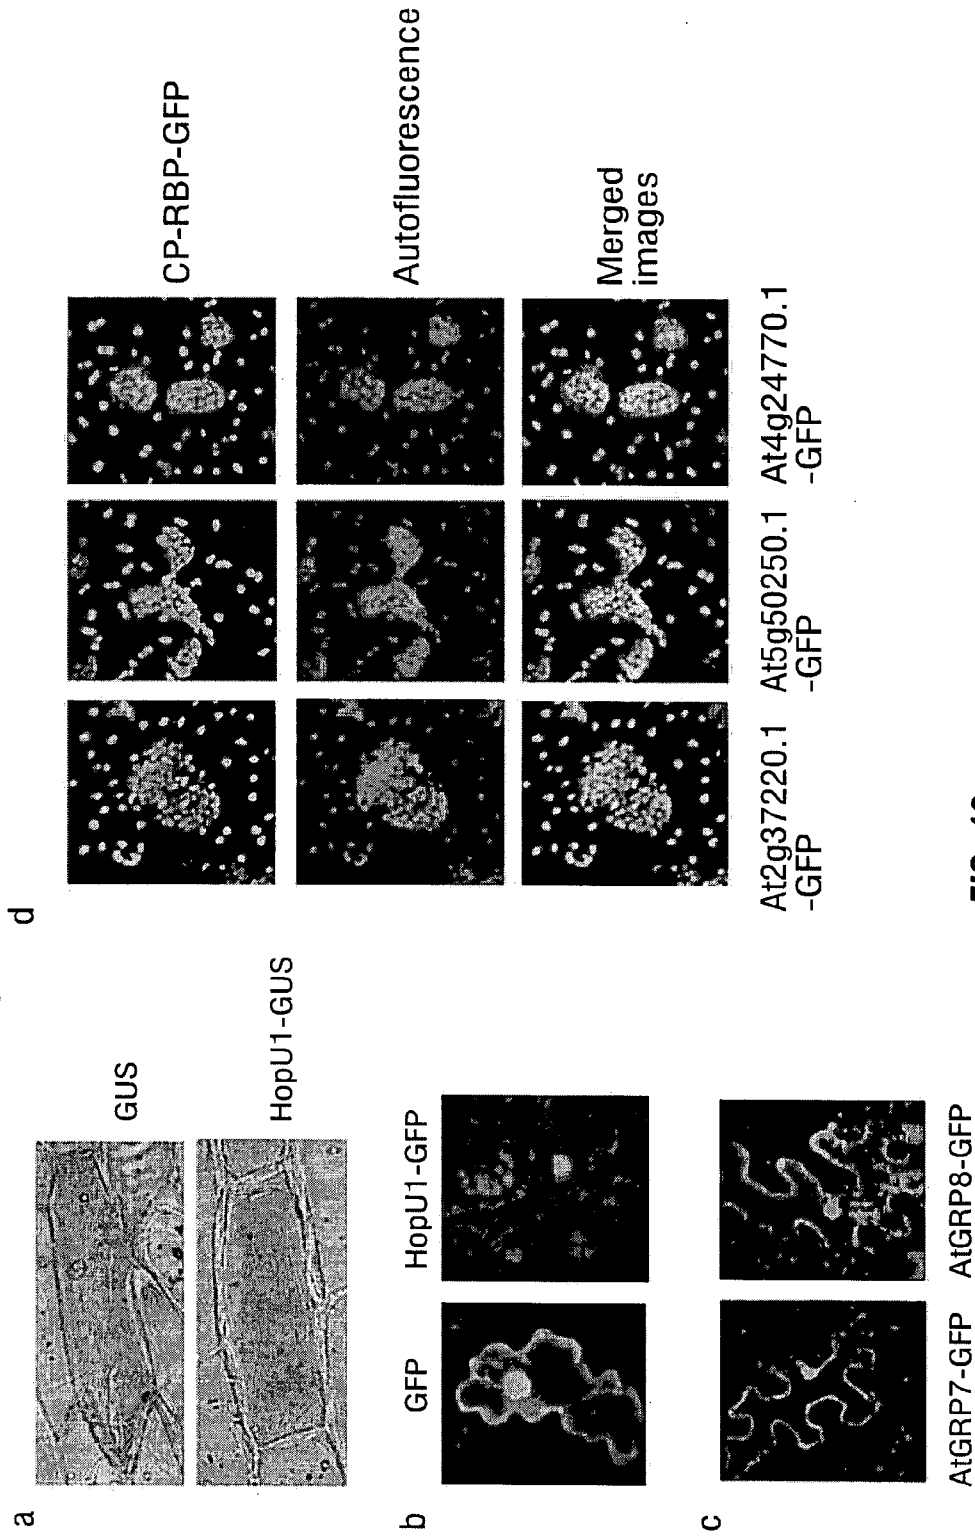 a
GUS
HopU1-GUS
b
GFP
HopU1-GFP
c
AtGRP7-GFP
AtGRP8-GFP
d
CP-RBP-GFP
Autofluorescence
Merged
images
At2g37220.1
-GFP
At5g50250.1
-GFP
At4g24770.1
-GFP